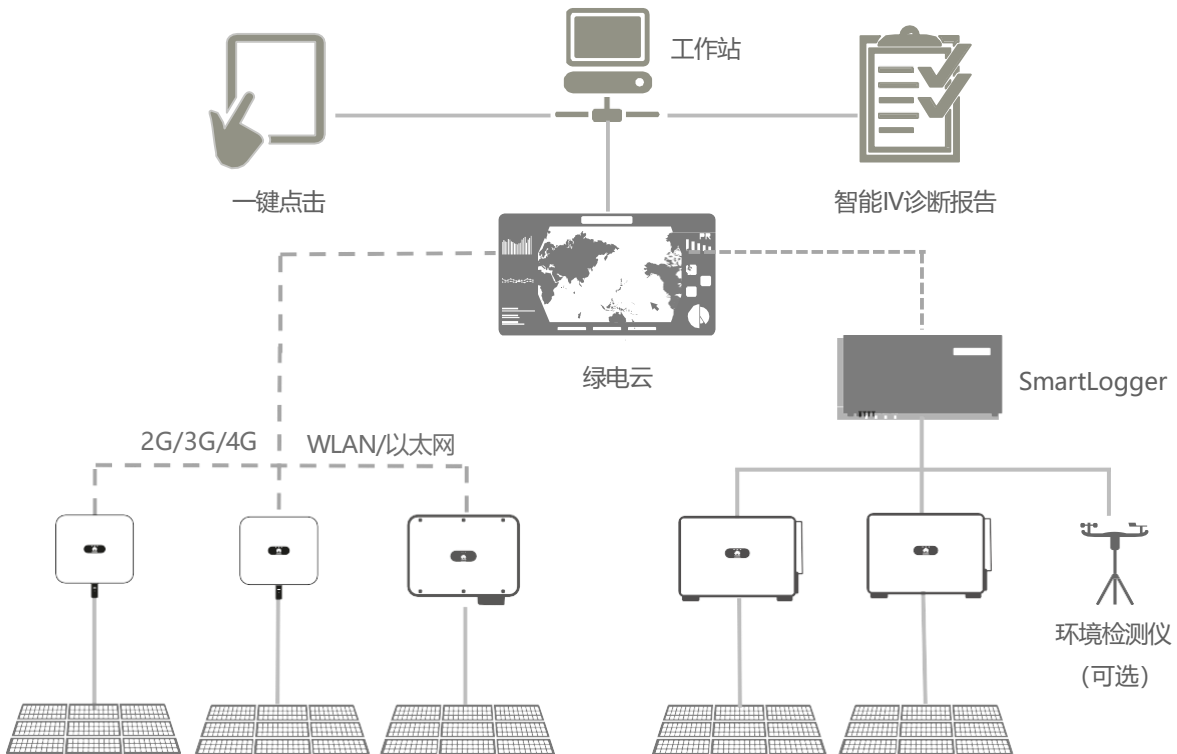 工作站
一键点击
智能IV诊断报告
绿电云
SmartLogger
2G/3G/4G
WLAN/以太网
环境检测仪
(可选)